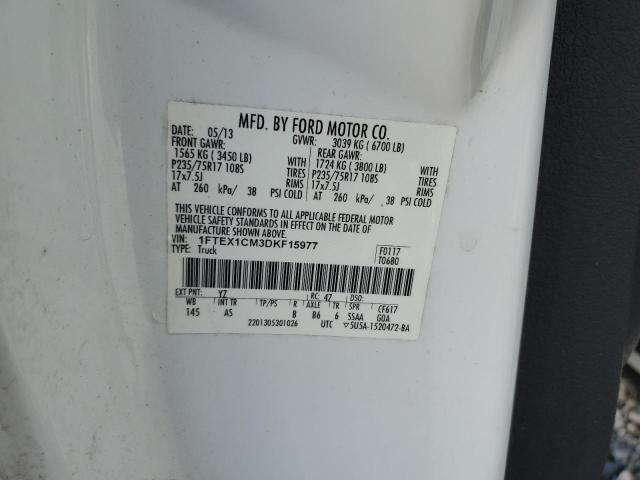 MFD. BY FORD MOTOR CO.
DATE: 05/13 GVWR: 3039 KG ( 6700 LB)
FRONT GAWR: REAR GAWR:
1565 KG ( 3450 LB) WITH 1724 KG ( 3800 LB) WITH
P235/75R17 108S TIRES P235/75R17 108S TIRES
17x7.5J RIMS 17x7.5J RIMS
AT 260 kPa/ 38 PSI COLD AT 260 kPa/ 38 PSI COLD
THIS VEHICLE CONFORMS TO ALL APPLICABLE FEDERAL MOTOR
VEHICLE SAFETY STANDARDS IN EFFECT ON THE DATE OF
MANUFACTURE SHOWN ABOVE.
VIN: 1FTEX1CM3DKF15977 F0117
TYPE: Truck T0680
EXT PNT: YZ RC: 47 DSO:
WB INT TR TP/PS R AXLE TR SPR CF617
145 AS B B6 6 SSAA GOA
2201305301026 UTC ▽5U5A-1520472-BA